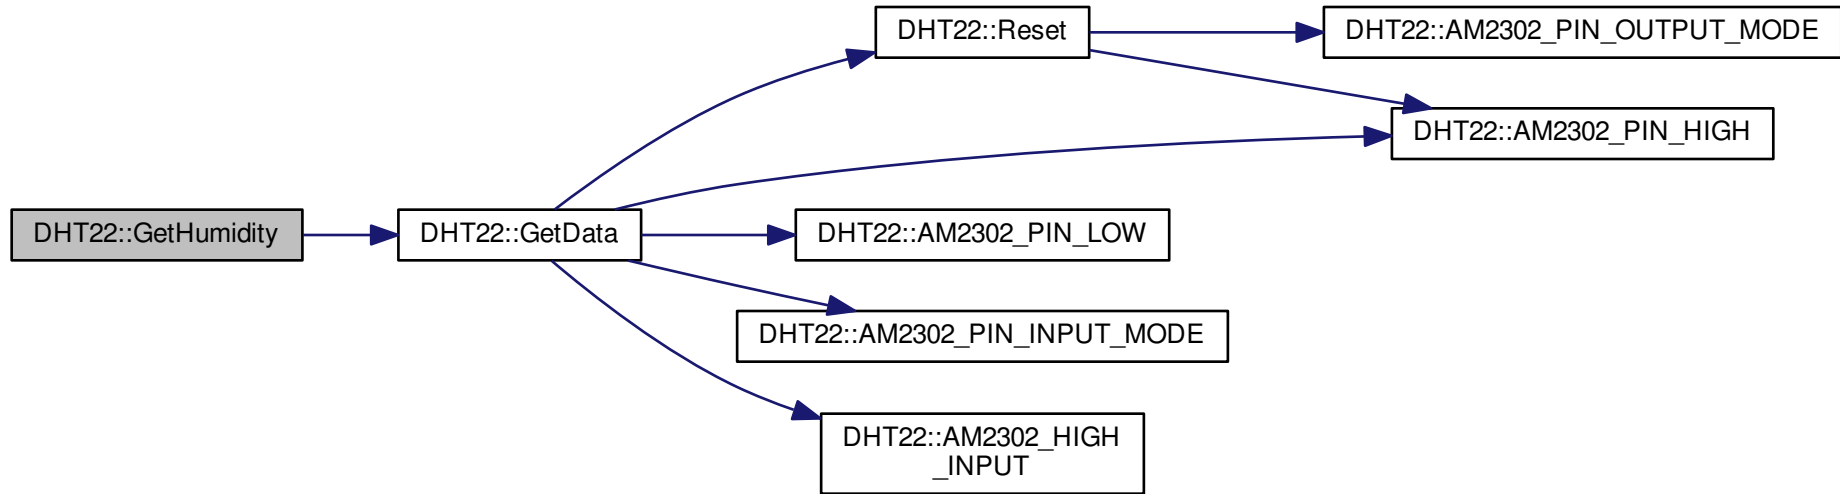 DHT22::Reset
DHT22::AM2302_PIN_OUTPUT_MODE
DHT22::AM2302_PIN_HIGH
DHT22::GetHumidity
DHT22::GetData
DHT22::AM2302_PIN_LOW
DHT22::AM2302_PIN_INPUT_MODE
DHT22::AM2302_HIGH
_INPUT